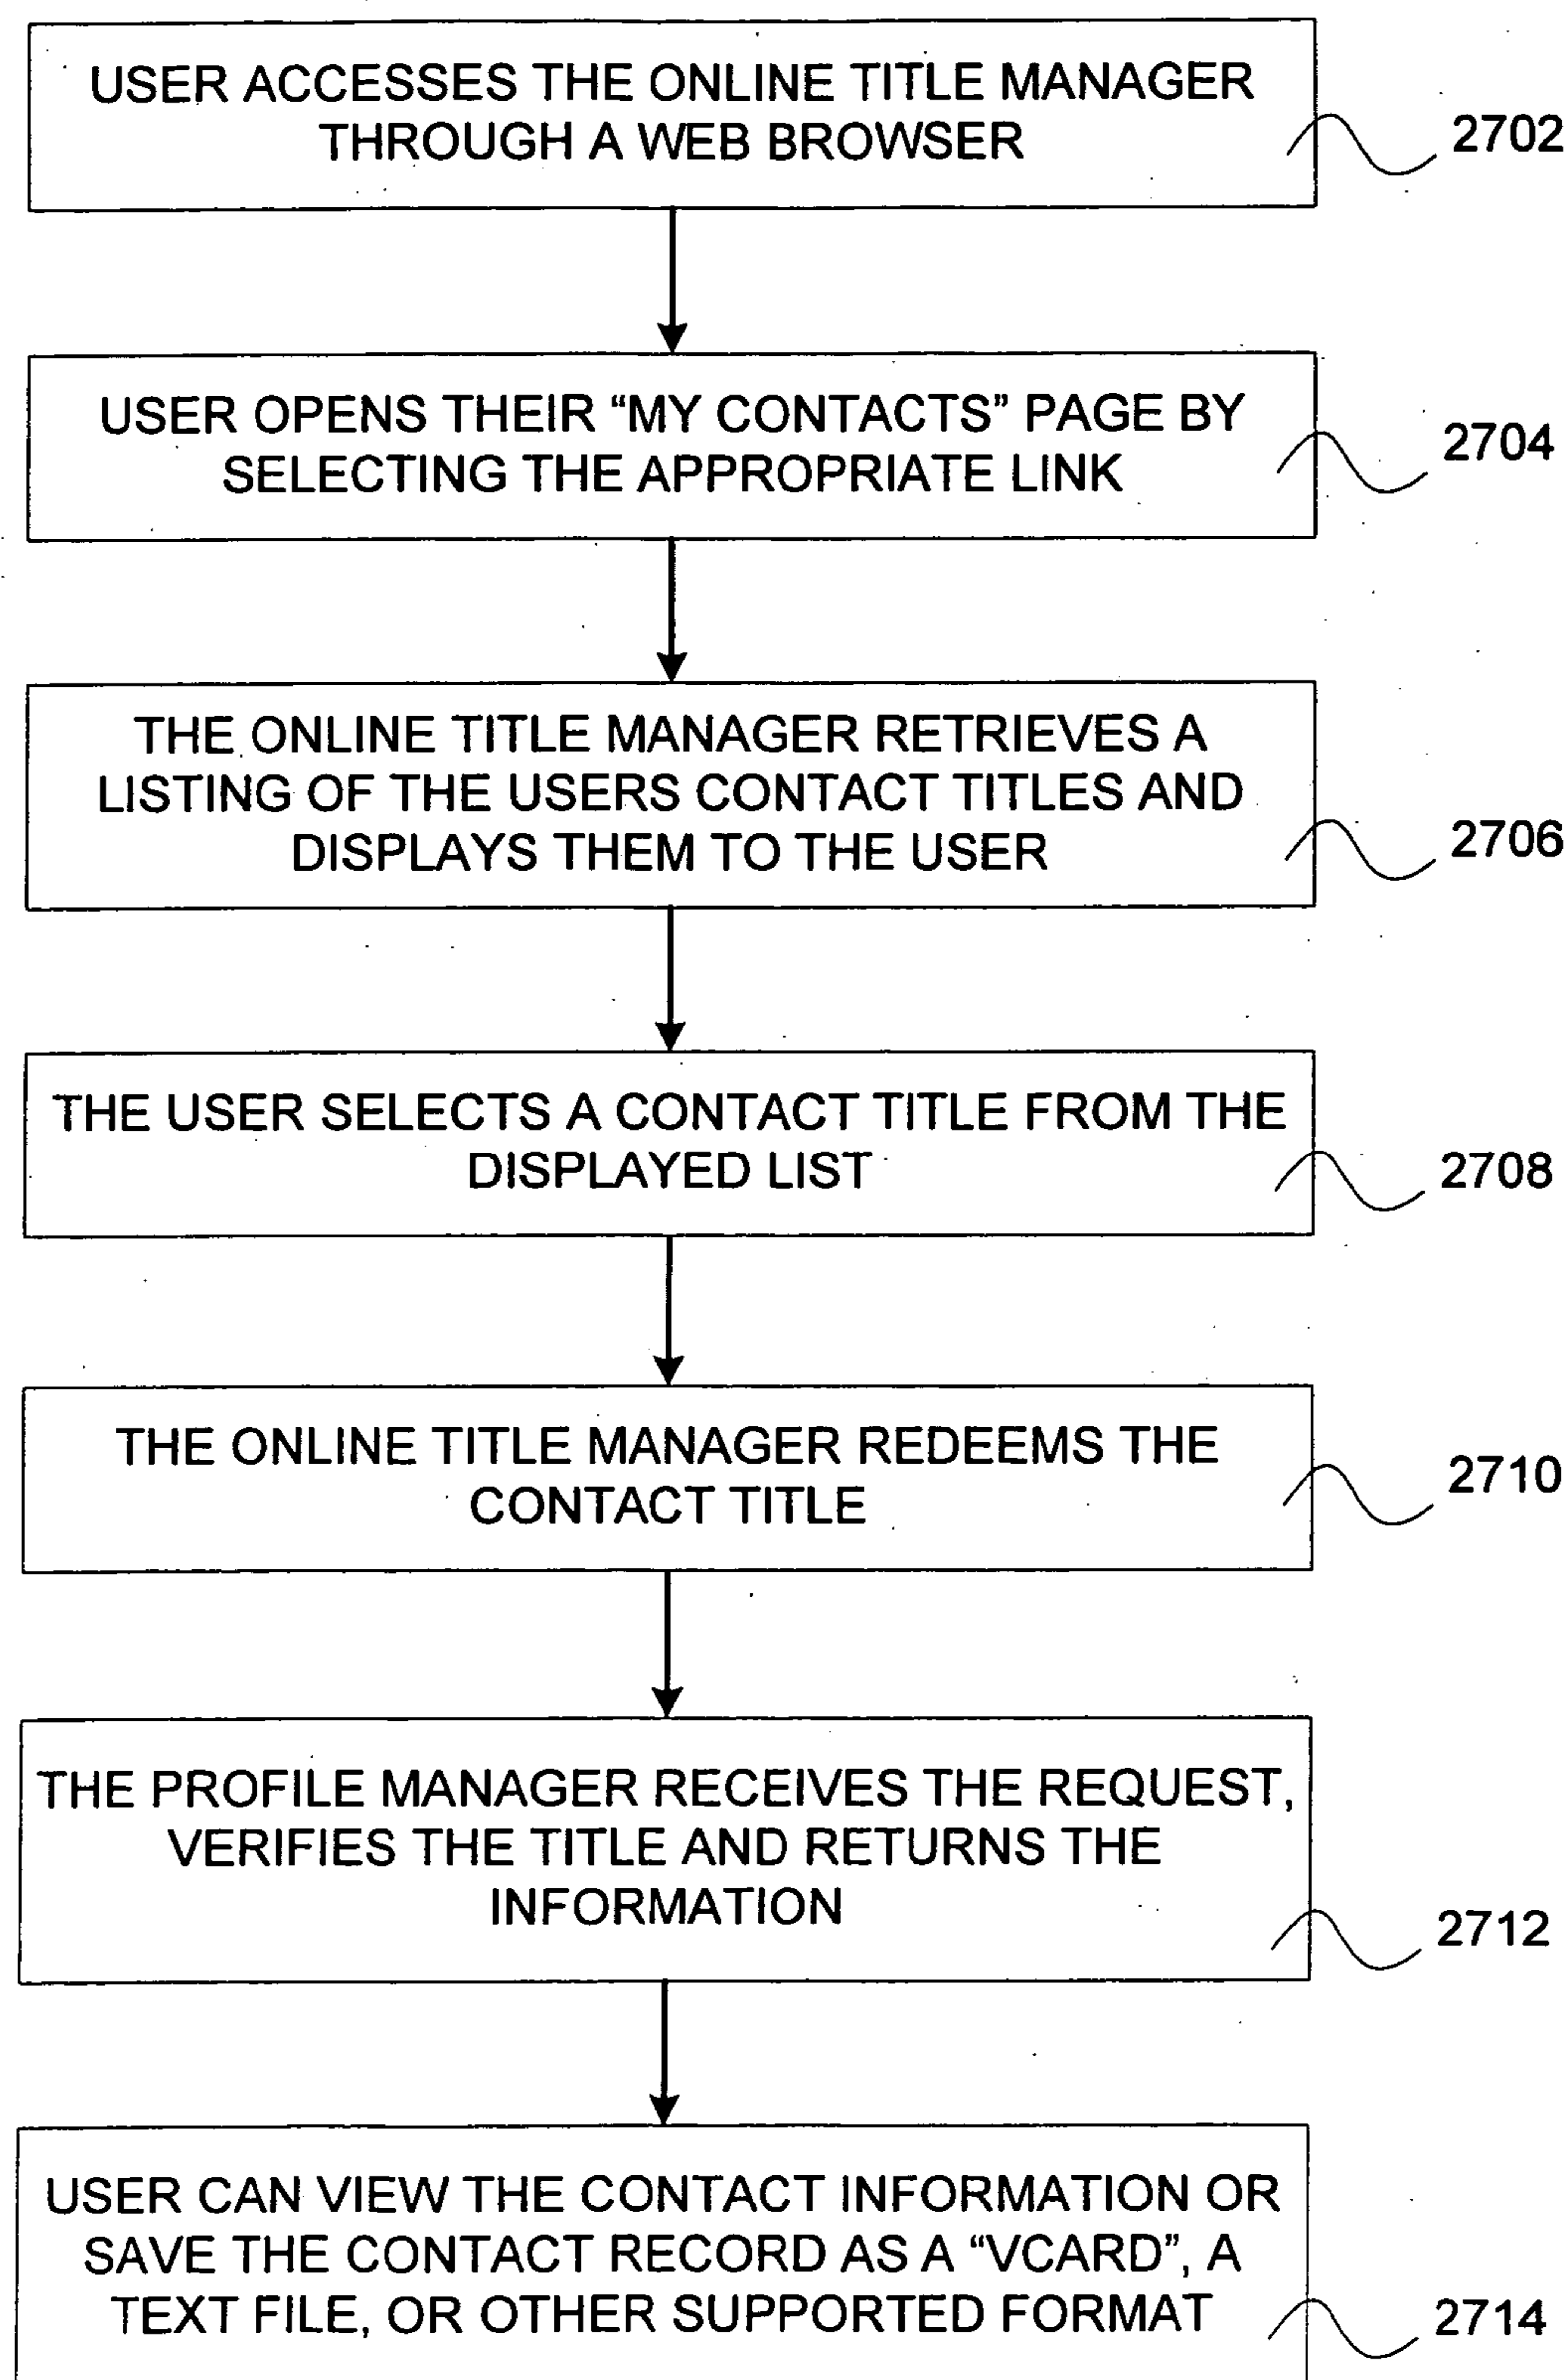 USER ACCESSES THE ONLINE TITLE MANAGER
THROUGH A WEB BROWSER
2702
USER OPENS THEIR “MY CONTACTS” PAGE BY
SELECTING THE APPROPRIATE LINK
2704
THE ONLINE TITLE MANAGER RETRIEVES A
LISTING OF THE USERS CONTACT TITLES AND
DISPLAYS THEM TO THE USER
2706
THE USER SELECTS A CONTACT TITLE FROM THE
DISPLAYED LIST
2708
THE ONLINE TITLE MANAGER REDEEMS THE
CONTACT TITLE
2710
THE PROFILE MANAGER RECEIVES THE REQUEST,
VERIFIES THE TITLE AND RETURNS THE
INFORMATION
2712
USER CAN VIEW THE CONTACT INFORMATION OR
SAVE THE CONTACT RECORD AS A “VCARD”, A
TEXT FILE, OR OTHER SUPPORTED FORMAT
2714